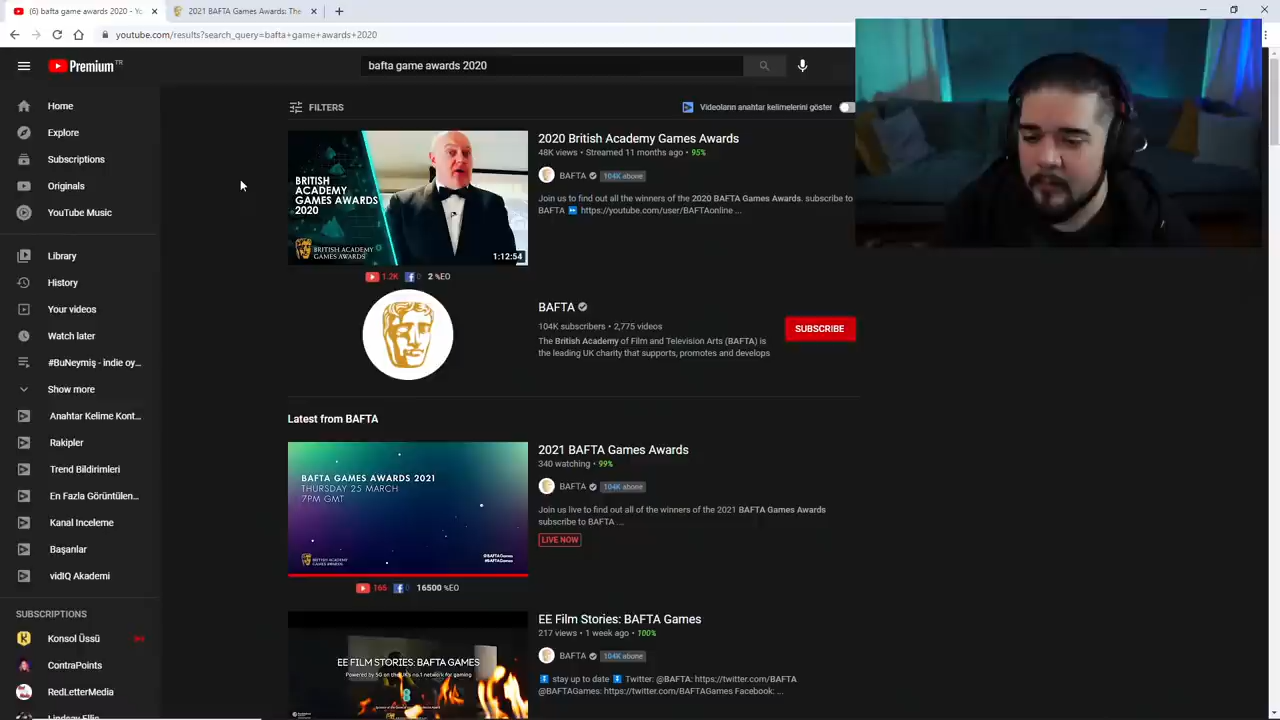 (6) bafta game awards 2020 - Yo
2021 BAFTA Games Awards: The
youtube.com/results?search_query=bafta+game+awards+2020
Premium TR
bafta game awards 2020
Home
Explore
Subscriptions
Originals
YouTube Music
Library
History
Your videos
Watch later
#BuNeymiş - indie oy...
Show more
Anahtar Kelime Kont...
Rakipler
Trend Bildirimleri
En Fazla Görüntülen...
Kanal Inceleme
Başarılar
vidIQ Akademi
SUBSCRIPTIONS
Konsol Üssü
ContraPoints
RedLetterMedia
Lindsay Ellis
FILTERS
Videoların anahtar kelimelerini göster
BRITISH
ACADEMY
GAMES AWARDS
2020
BRITISH ACADEMY
GAMES AWARDS
1:12:54
1.2K 0 2 %EO
2020 British Academy Games Awards
48K views • Streamed 11 months ago • 95%
BAFTA 104K abone
Join us to find out all the winners of the 2020 BAFTA Games Awards. subscribe to
BAFTA https://youtube.com/user/BAFTAonline ...
BAFTA
104K subscribers • 2,775 videos
The British Academy of Film and Television Arts (BAFTA) is
the leading UK charity that supports, promotes and develops
SUBSCRIBE
Latest from BAFTA
BAFTA GAMES AWARDS 2021
THURSDAY 25 MARCH
7PM GMT
BRITISH ACADEMY
GAMES AWARDS
@BAFTAGames
#BAFTAGames
165 0 16500 %EO
2021 BAFTA Games Awards
340 watching • 99%
BAFTA 104K abone
Join us live to find out all of the winners of the 2021 BAFTA Games Awards
subscribe to BAFTA ...
LIVE NOW
EE FILM STORIES: BAFTA GAMES
EE Film Stories: BAFTA Games
217 views • 1 week ago • 100%
BAFTA 104K abone
stay up to date Twitter: @BAFTA: https://twitter.com/BAFTA
@BAFTAGames: https://twitter.com/BAFTAGames Facebook: ...